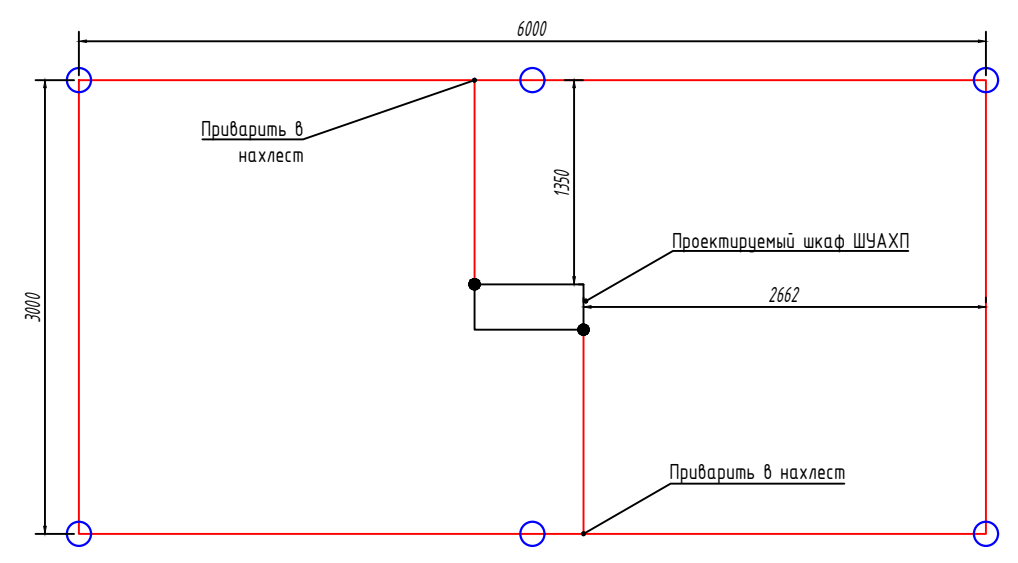 6000
Приварить в
нахлест
1350
Проектируемый шкаф ШУАХП
2662
3000
Приварить в нахлест